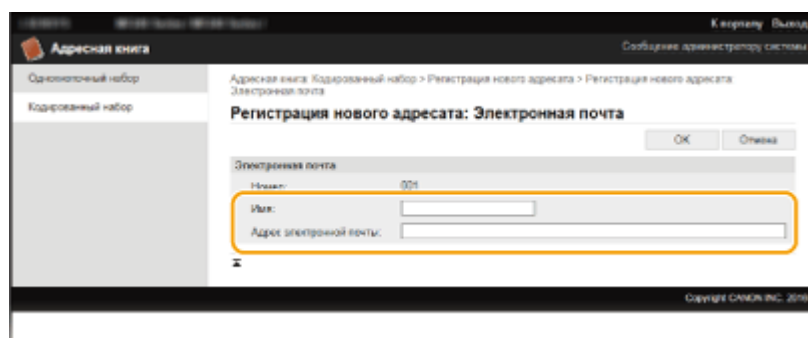 К порталу Выход
Адресная книга
Сообщение администратору системы
Однокнопочный набор
Кодированный набор
Адресная книга: Кодированный набор > Регистрация нового адресата > Регистрация нового адресата:
Электронная почта
Регистрация нового адресата: Электронная почта
OK Отмена
Электронная почта
Номер: 001
Имя:
Адрес электронной почты:
Copyright CANON INC. 2016